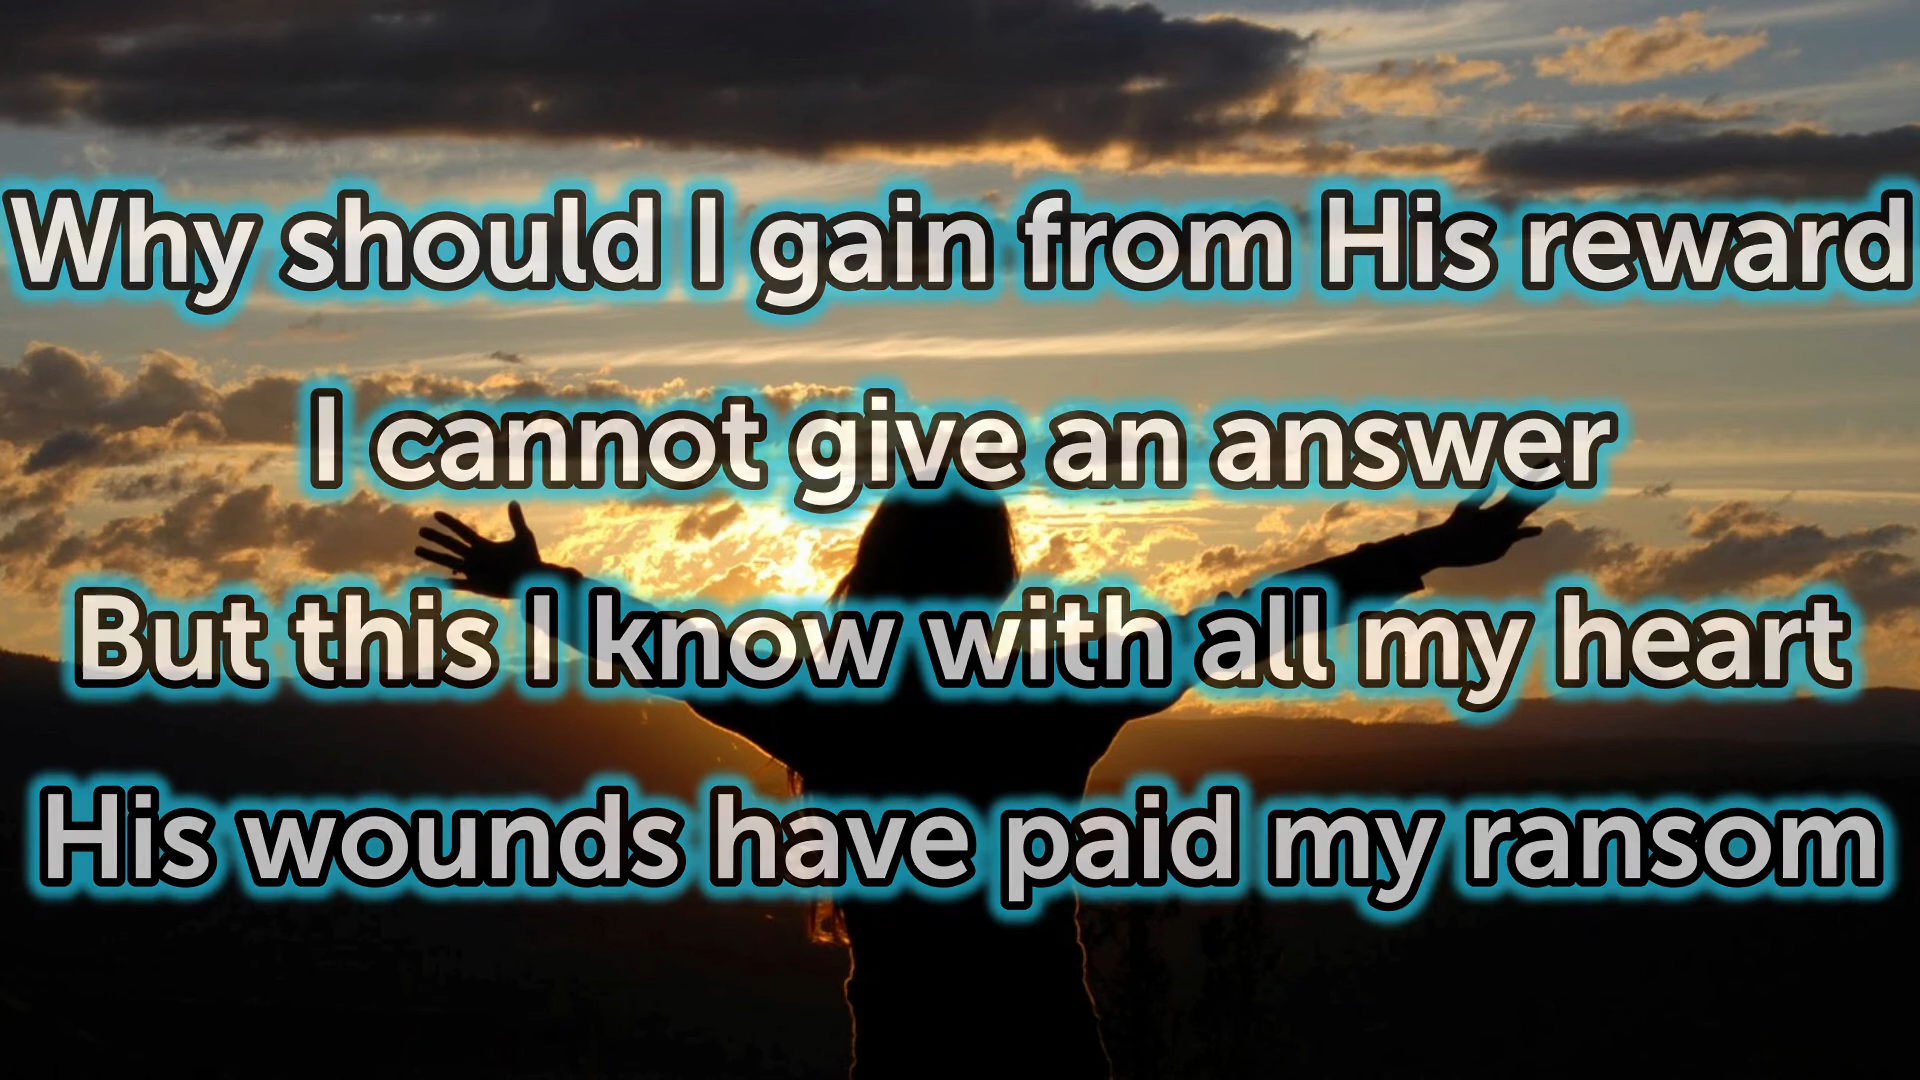 Why should I gain from His reward
I cannot give an answer
But this I know with all my heart
His wounds have paid my ransom